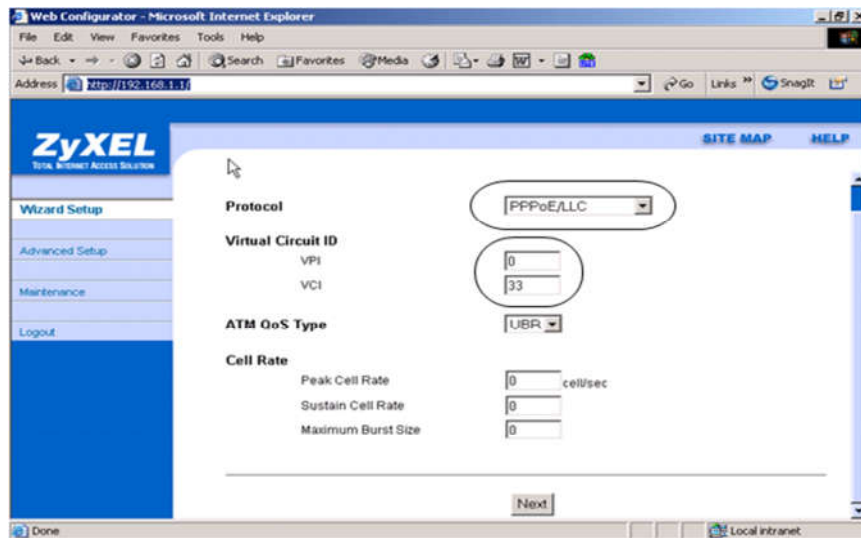 Web Configurator - Microsoft Internet Explorer
File Edit View Favorites Tools Help
Back Search Favorites Media
Address http://192.168.1.1/ Go Links » SnagIt
SITE MAP HELP
ZyXEL
TOTAL INTERNET ACCESS SOLUTION
Wizard Setup
Advanced Setup
Maintenance
Logout
Protocol PPPoE/LLC
Virtual Circuit ID
VPI 0
VCI 33
ATM QoS Type UBR
Cell Rate
Peak Cell Rate 0 cell/sec
Sustain Cell Rate 0
Maximum Burst Size 0
Next
Done Local intranet